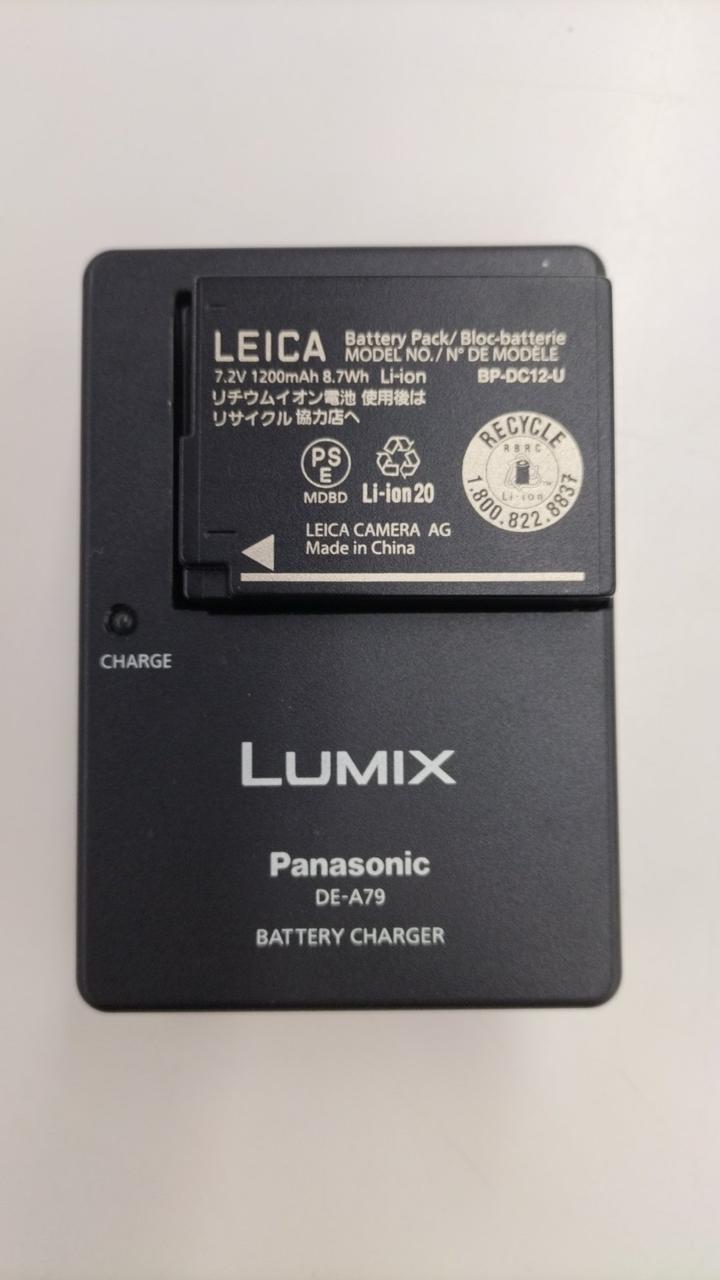 LEICA Battery Pack/ Bloc-batterie
MODEL NO./ N° DE MODÈLE
7.2V 1200mAh 8.7Wh Li-ion BP-DC12-U
リチウムイオン電池 使用後は
リサイクル 協力店へ
PS
E
MDBD
Li-ion20
RECYCLE
RBRC
Li-ion
TM
1.800.822.8837
LEICA CAMERA AG
Made in China
CHARGE
LUMIX
Panasonic
DE-A79
BATTERY CHARGER